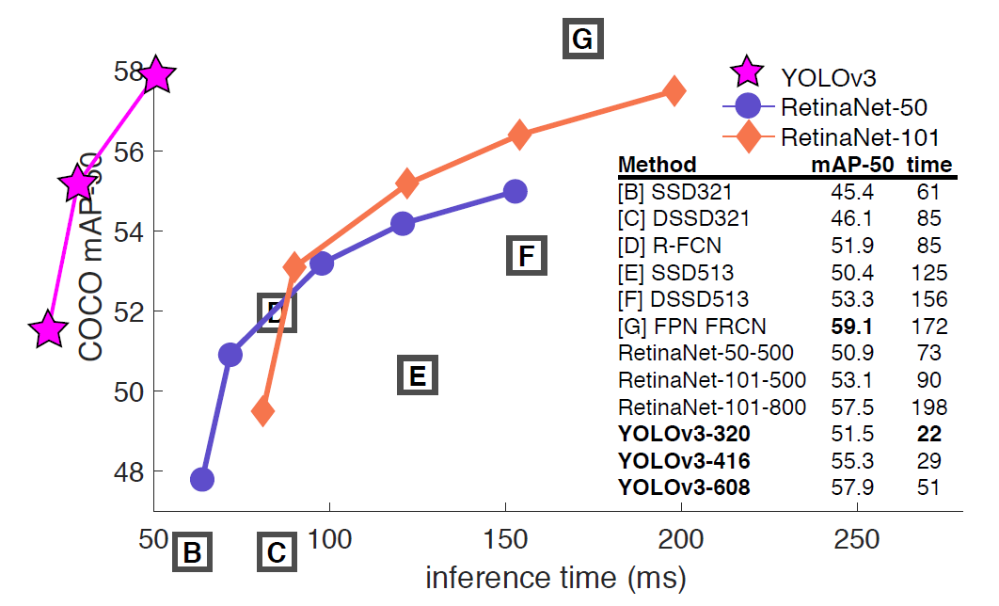 G
58
56
54
52
50
48
COCO mAP-50
D
E
F
B
C
50
100
150
200
250
inference time (ms)
YOLOv3
RetinaNet-50
RetinaNet-101
Method mAP-50 time
[B] SSD321 45.4 61
[C] DSSD321 46.1 85
[D] R-FCN 51.9 85
[E] SSD513 50.4 125
[F] DSSD513 53.3 156
[G] FPN FRCN 59.1 172
RetinaNet-50-500 50.9 73
RetinaNet-101-500 53.1 90
RetinaNet-101-800 57.5 198
YOLOv3-320 51.5 22
YOLOv3-416 55.3 29
YOLOv3-608 57.9 51